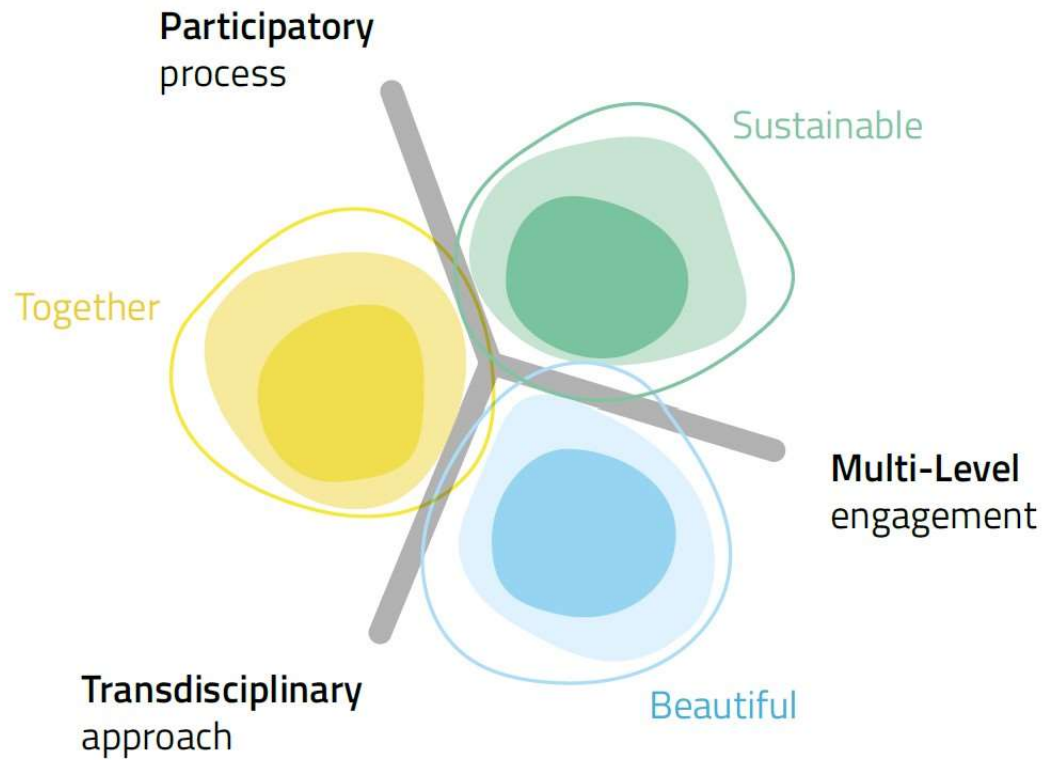 Participatory
process
Sustainable
Together
Multi-Level
engagement
Transdisciplinary
approach
Beautiful